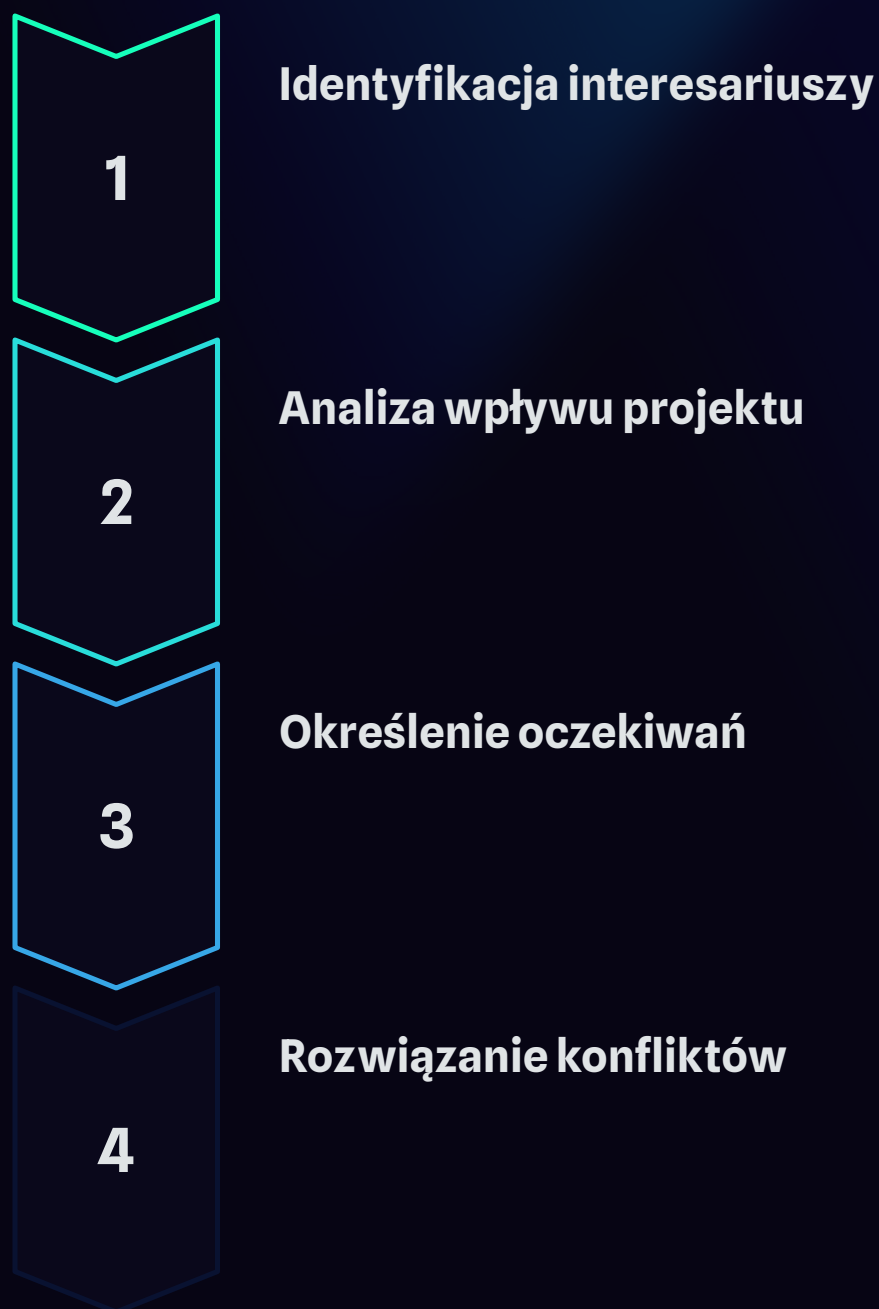 1
Identyfikacja interesariuszy
2
Analiza wpływu projektu
3
Określenie oczekiwań
4
Rozwiązanie konfliktów